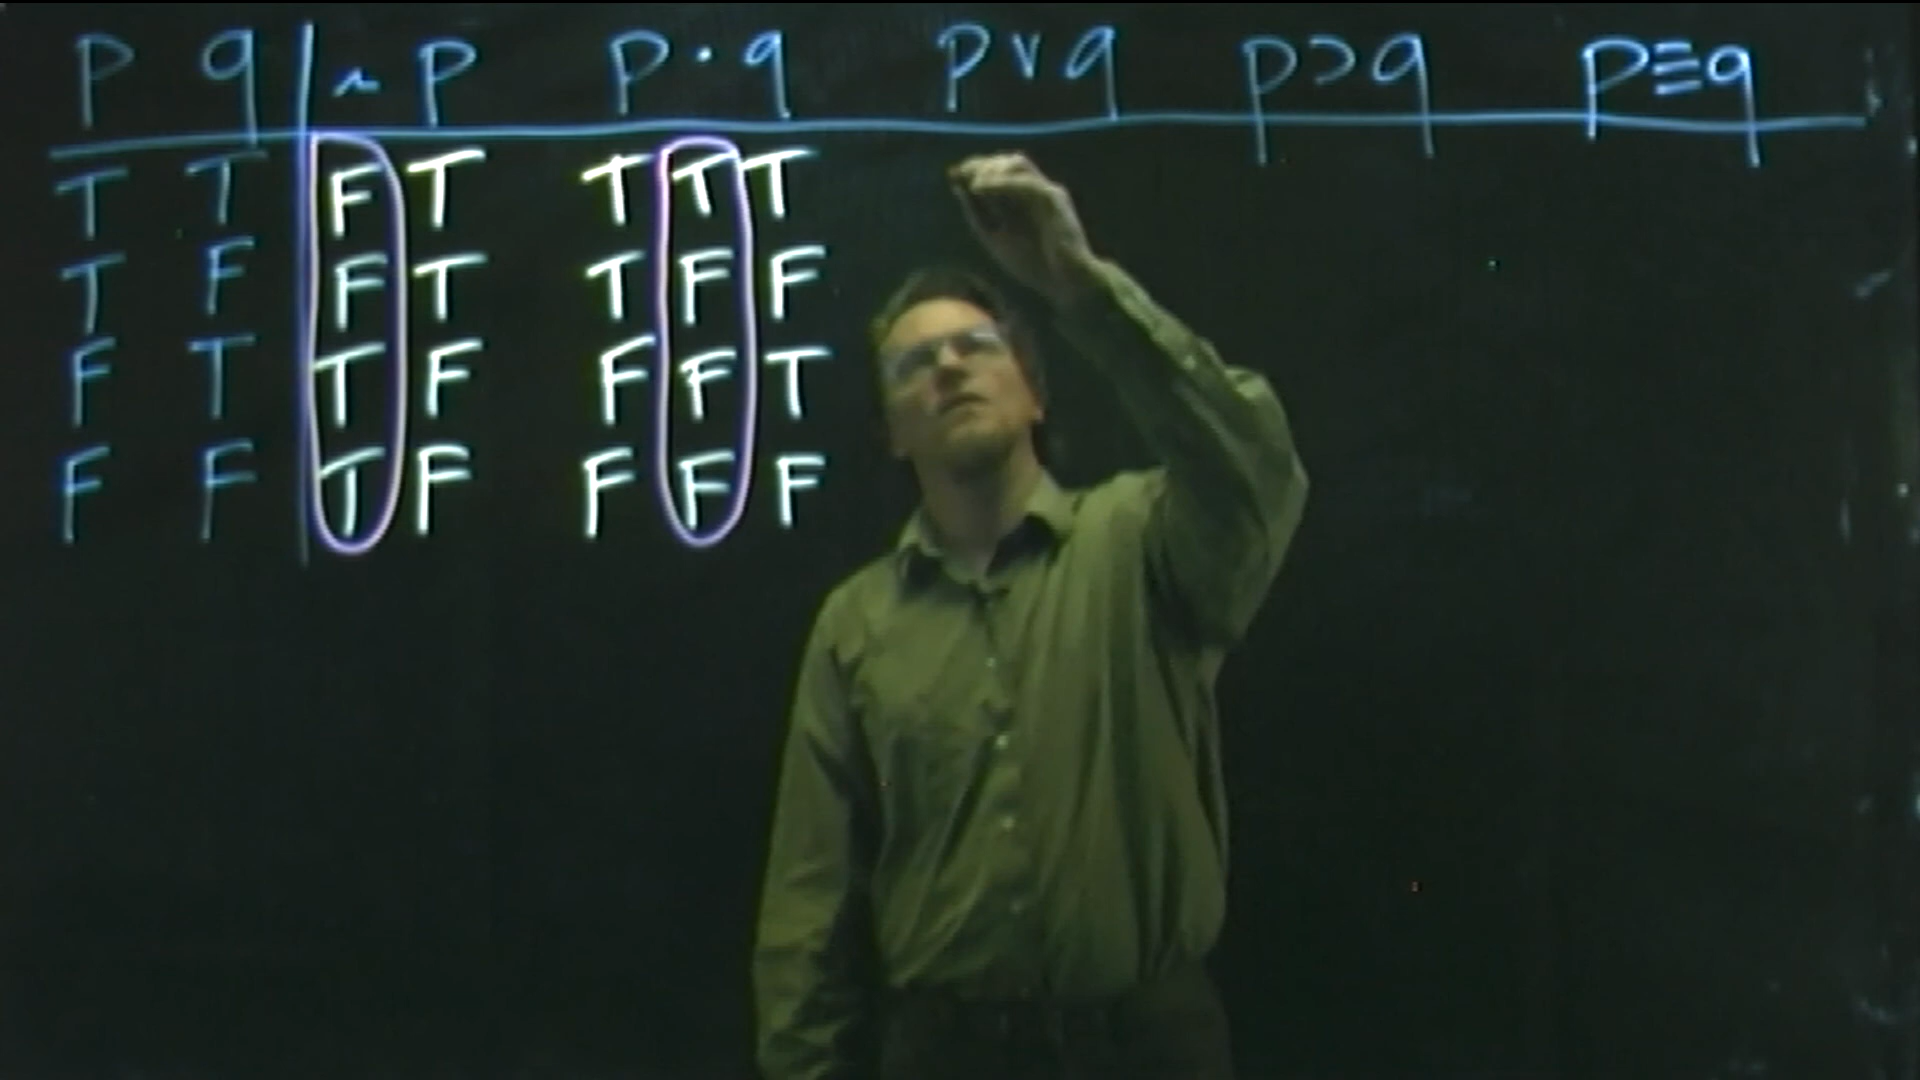 p q | ~ p p · q p v q p ⊃ q p ≡ q
T T F T T T T
T F F T T F F
F T T F F F T
F F T F F F F